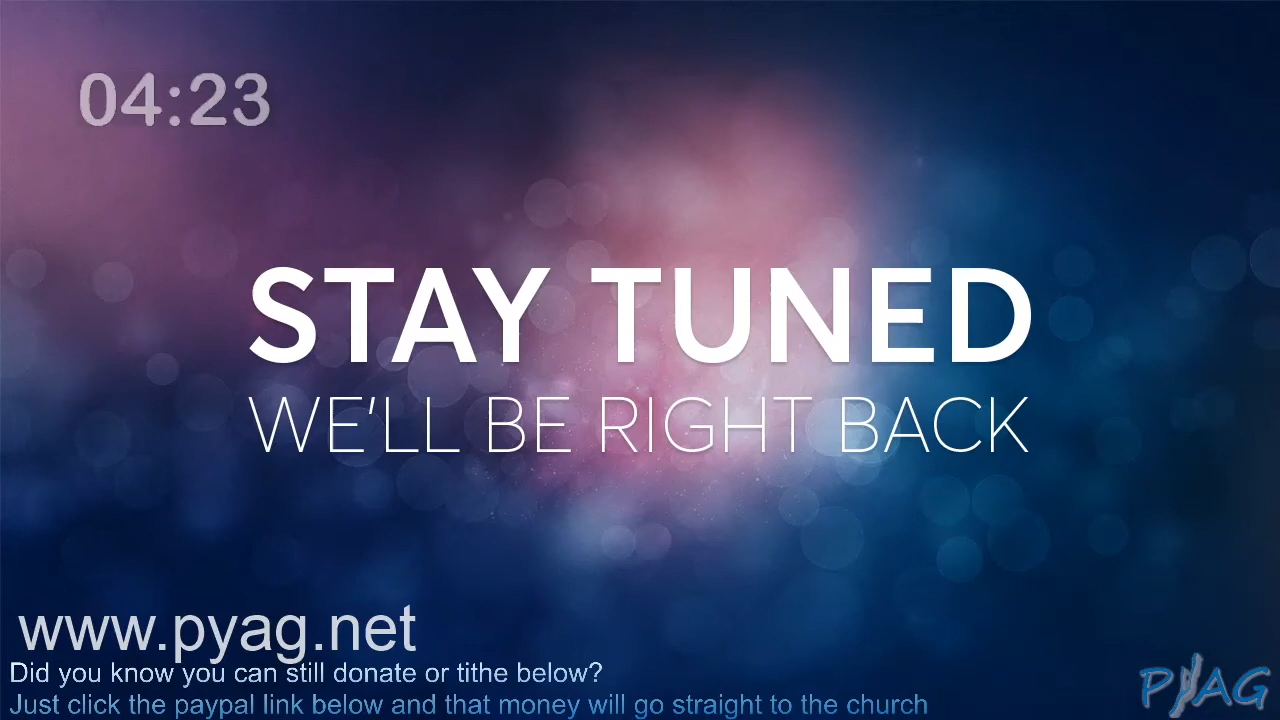 04:23
STAY TUNED
WE'LL BE RIGHT BACK
www.pyag.net
Did you know you can still donate or tithe below?
Just click the paypal link below and that money will go straight to the church
PYAG